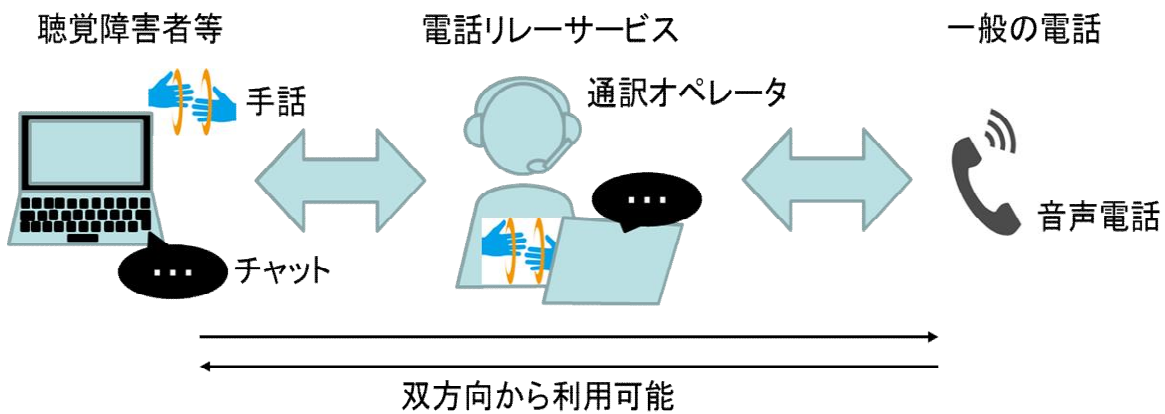 聴覚障害者等
電話リレーサービス
一般の電話
手話
通訳オペレータ
音声電話
チャット
双方向から利用可能